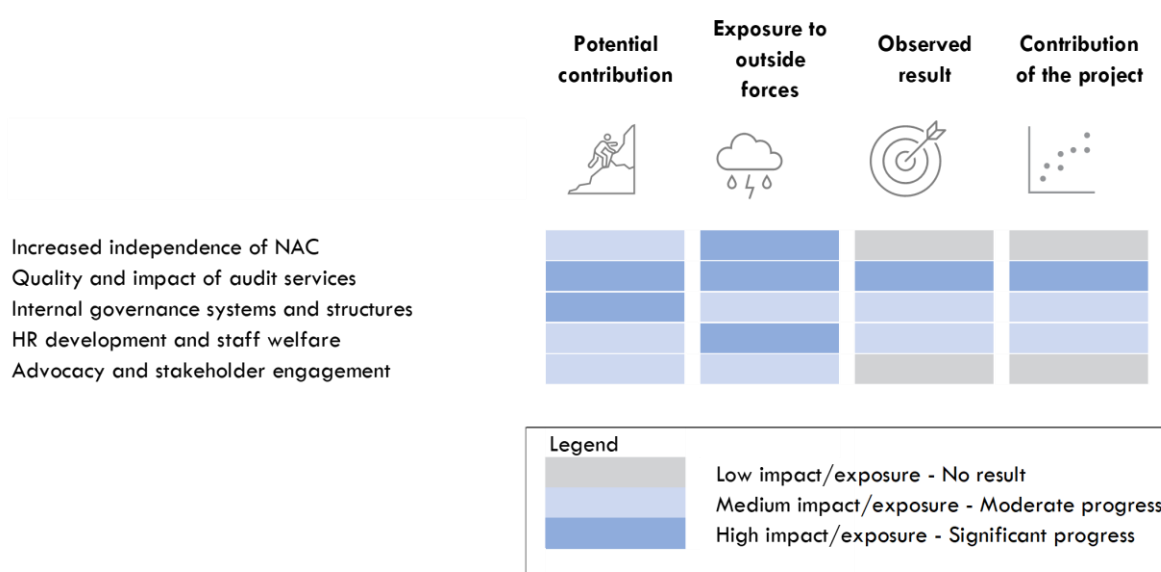 Potential
contribution
Exposure to
outside
forces
Observed
result
Contribution
of the project
Increased independence of NAC
Quality and impact of audit services
Internal governance systems and structures
HR development and staff welfare
Advocacy and stakeholder engagement
Legend
Low impact/exposure - No result
Medium impact/exposure - Moderate progress
High impact/exposure - Significant progress